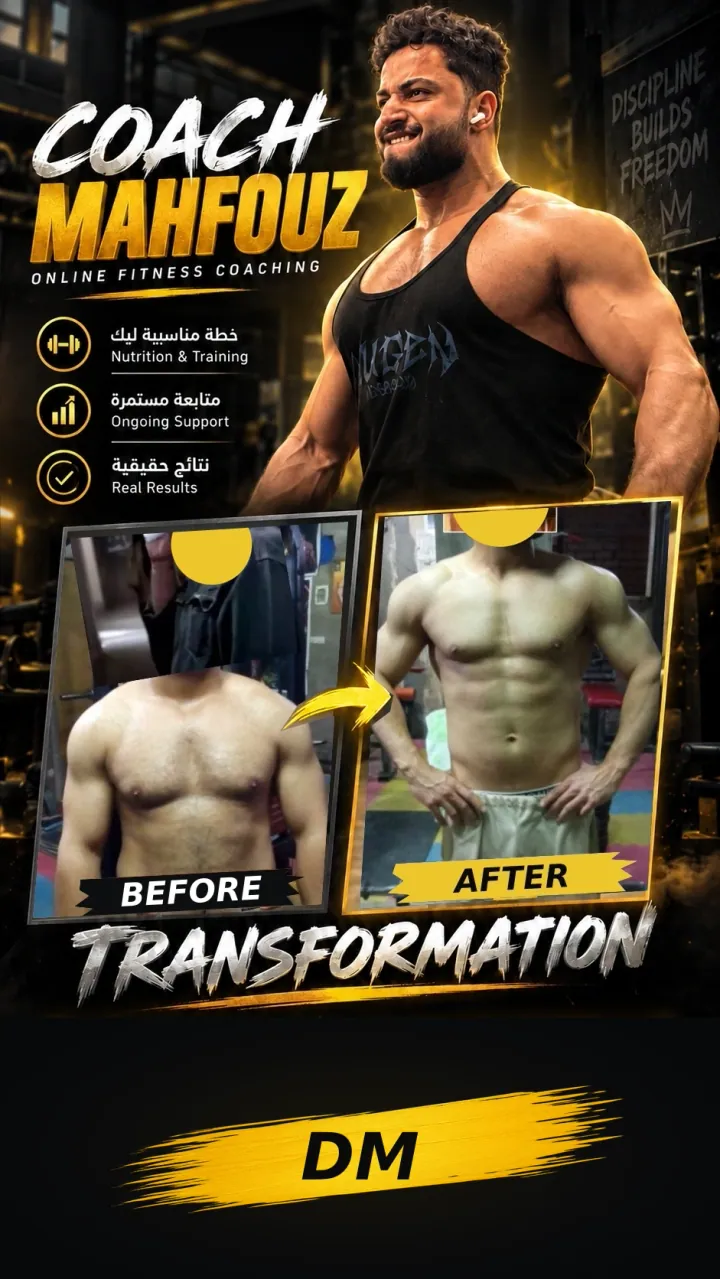 COACH
MAHFOUZ
ONLINE FITNESS COACHING
DISCIPLINE
BUILDS
FREEDOM
خطة مناسبية ليك
Nutrition & Training
متابعة مستمرة
Ongoing Support
نتائج حقيقية
Real Results
BEFORE
AFTER
TRANSFORMATION
DM